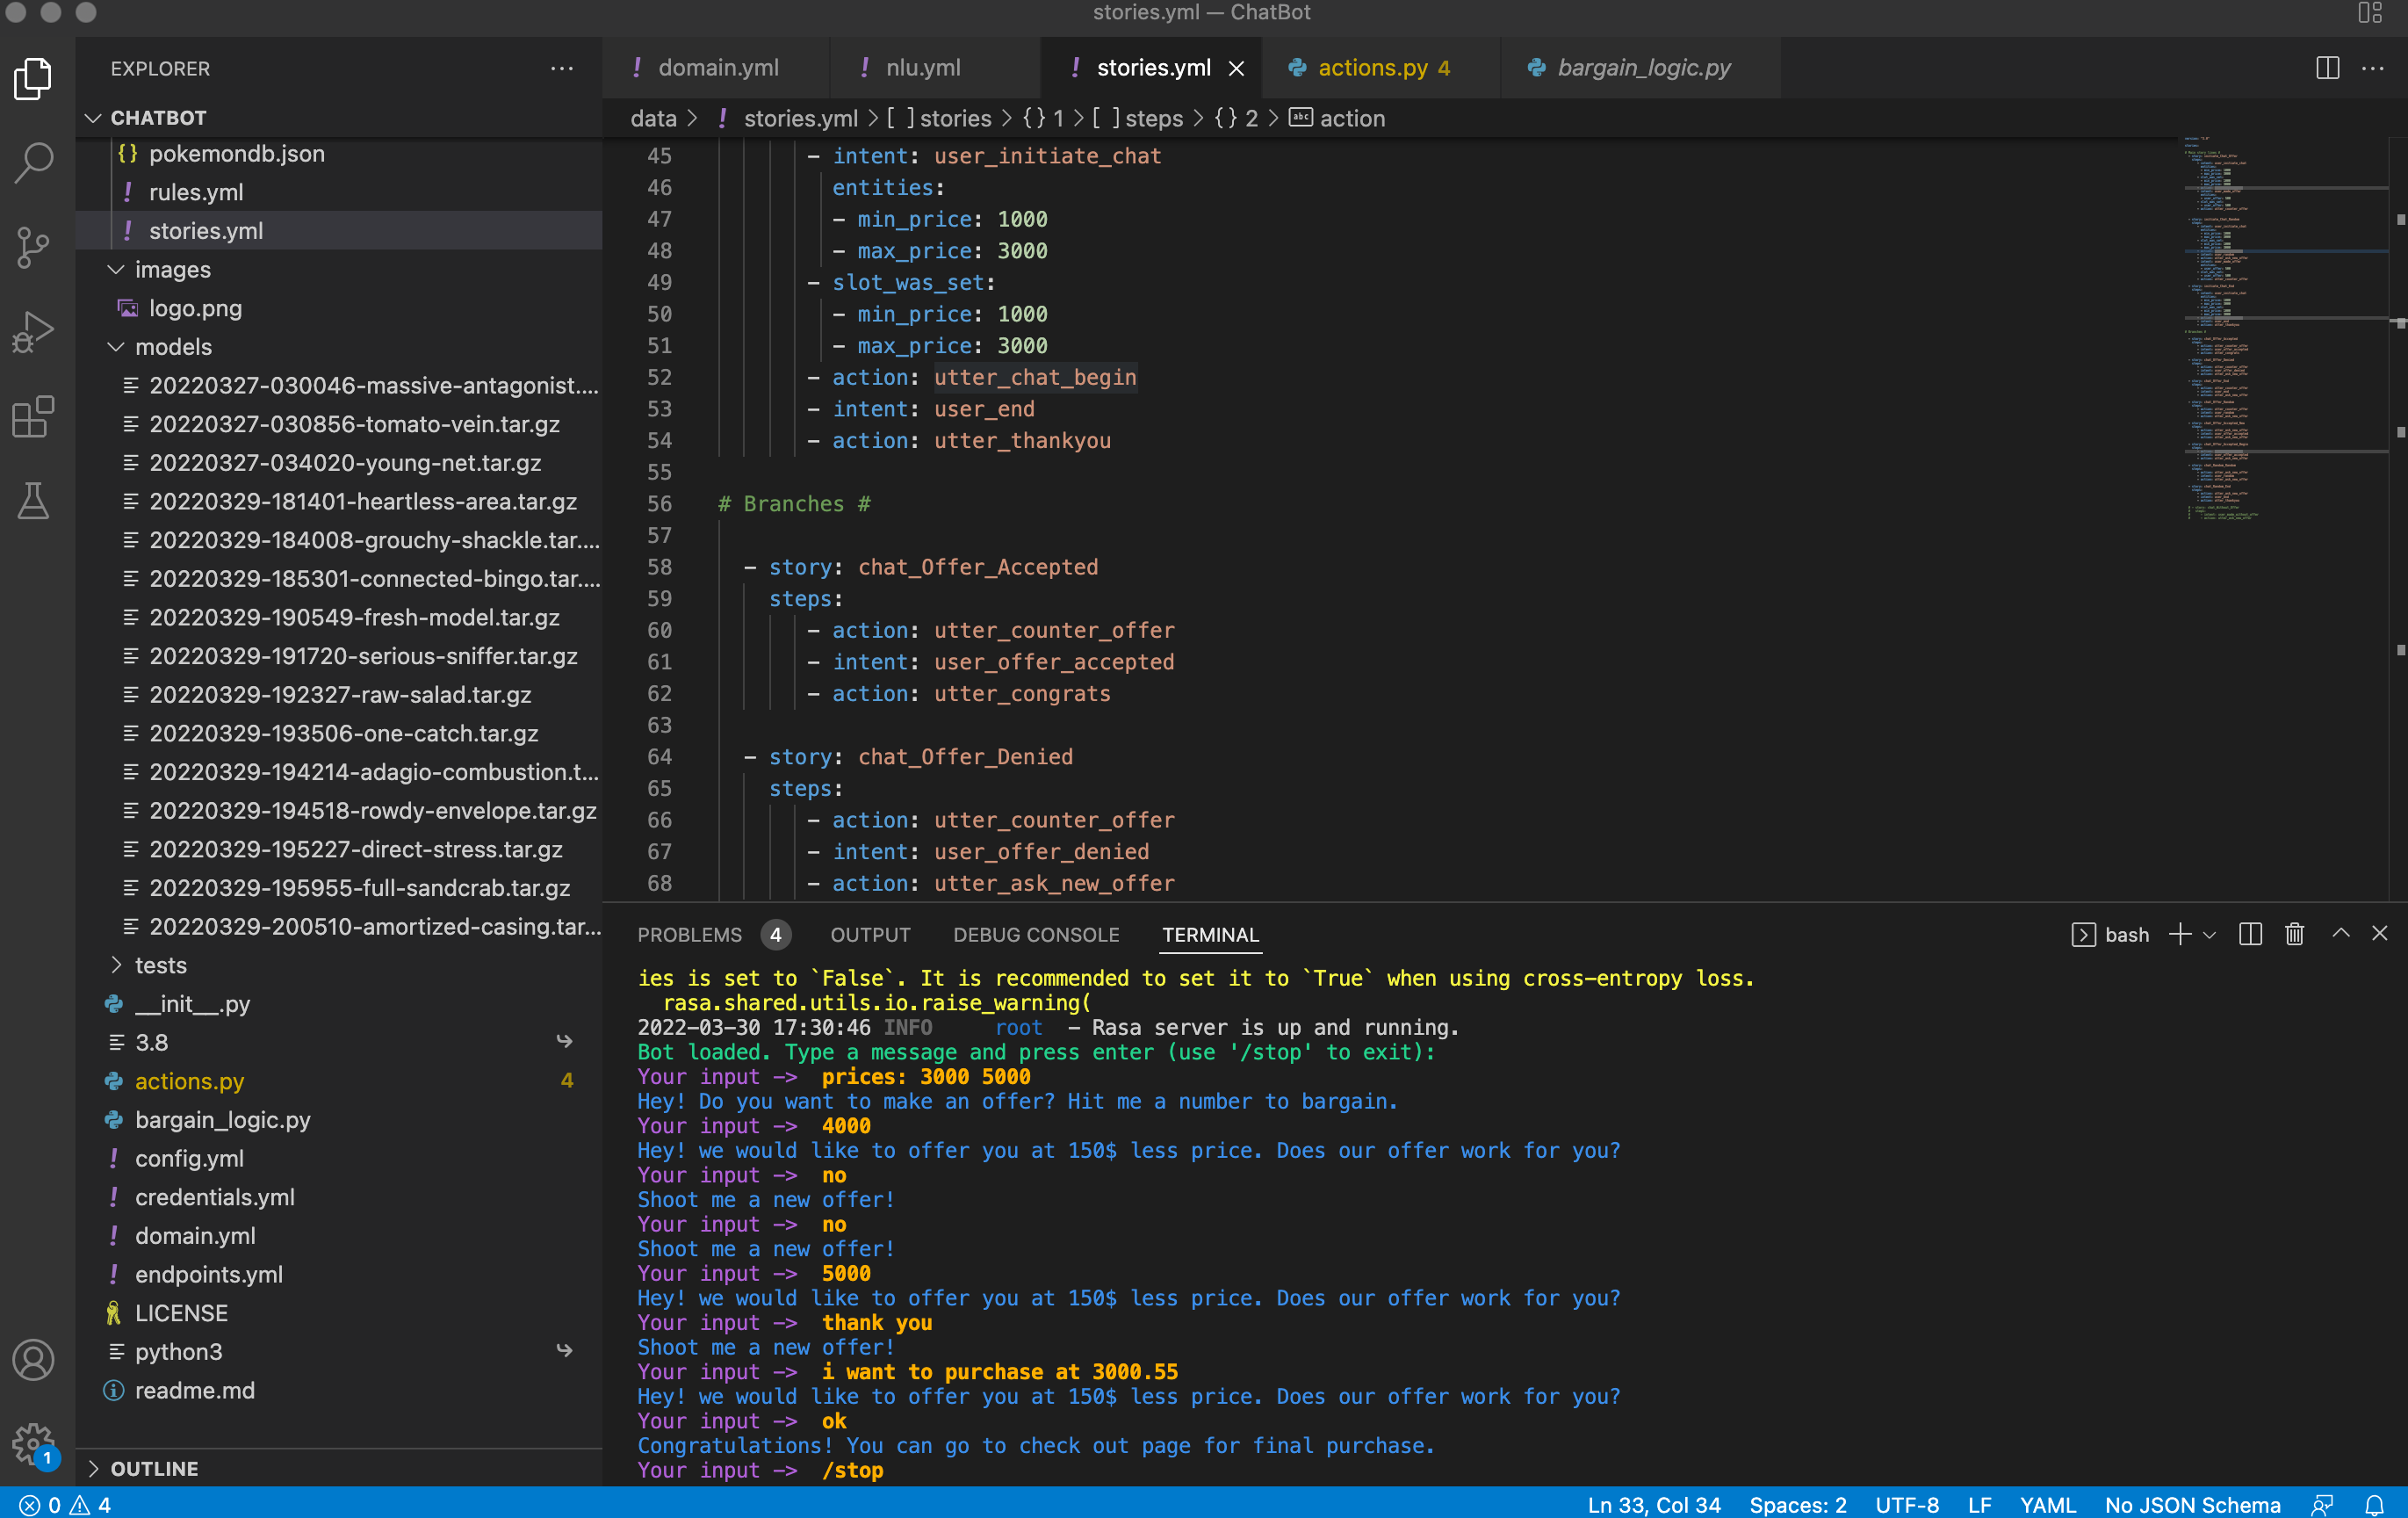 stories.yml — ChatBot
EXPLORER
CHATBOT
pokemondb.json
rules.yml
stories.yml
images
logo.png
models
20220327-030046-massive-antagonist....
20220327-030856-tomato-vein.tar.gz
20220327-034020-young-net.tar.gz
20220329-181401-heartless-area.tar.gz
20220329-184008-grouchy-shackle.tar....
20220329-185301-connected-bingo.tar....
20220329-190549-fresh-model.tar.gz
20220329-191720-serious-sniffer.tar.gz
20220329-192327-raw-salad.tar.gz
20220329-193506-one-catch.tar.gz
20220329-194214-adagio-combustion.t...
20220329-194518-rowdy-envelope.tar.gz
20220329-195227-direct-stress.tar.gz
20220329-195955-full-sandcrab.tar.gz
20220329-200510-amortized-casing.tar...
tests
__init__.py
3.8
actions.py 4
bargain_logic.py
config.yml
credentials.yml
domain.yml
endpoints.yml
LICENSE
python3
readme.md
OUTLINE
1
! domain.yml ! nlu.yml ! stories.yml actions.py 4 bargain_logic.py
data > ! stories.yml > [ ] stories > {} 1 > [ ] steps > {} 2 > abc action
45 - intent: user_initiate_chat
46 entities:
47 - min_price: 1000
48 - max_price: 3000
49 - slot_was_set:
50 - min_price: 1000
51 - max_price: 3000
52 - action: utter_chat_begin
53 - intent: user_end
54 - action: utter_thankyou
55
56 # Branches #
57
58 - story: chat_Offer_Accepted
59 steps:
60 - action: utter_counter_offer
61 - intent: user_offer_accepted
62 - action: utter_congrats
63
64 - story: chat_Offer_Denied
65 steps:
66 - action: utter_counter_offer
67 - intent: user_offer_denied
68 - action: utter_ask_new_offer
PROBLEMS 4 OUTPUT DEBUG CONSOLE TERMINAL bash
ies is set to `False`. It is recommended to set it to `True` when using cross-entropy loss.
rasa.shared.utils.io.raise_warning(
2022-03-30 17:30:46 INFO root - Rasa server is up and running.
Bot loaded. Type a message and press enter (use '/stop' to exit):
Your input -> prices: 3000 5000
Hey! Do you want to make an offer? Hit me a number to bargain.
Your input -> 4000
Hey! we would like to offer you at 150$ less price. Does our offer work for you?
Your input -> no
Shoot me a new offer!
Your input -> no
Shoot me a new offer!
Your input -> 5000
Hey! we would like to offer you at 150$ less price. Does our offer work for you?
Your input -> thank you
Shoot me a new offer!
Your input -> i want to purchase at 3000.55
Hey! we would like to offer you at 150$ less price. Does our offer work for you?
Your input -> ok
Congratulations! You can go to check out page for final purchase.
Your input -> /stop
0 4 Ln 33, Col 34 Spaces: 2 UTF-8 LF YAML No JSON Schema